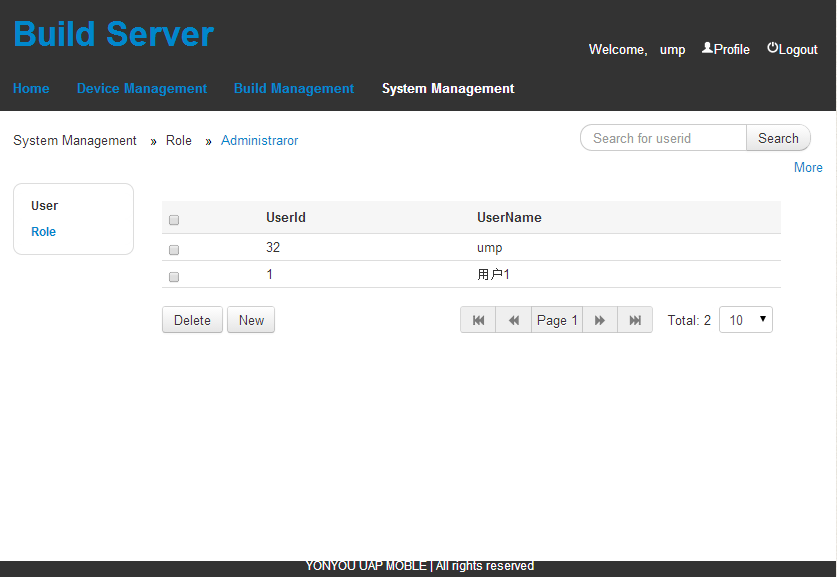 Build Server
Welcome, ump Profile Logout
Home Device Management Build Management System Management
System Management » Role » Administraror
Search for userid Search
More
User
Role
UserId UserName
32 ump
1 用户1
Delete New Page 1 Total: 2 10
YONYOU UAP MOBLE | All rights reserved